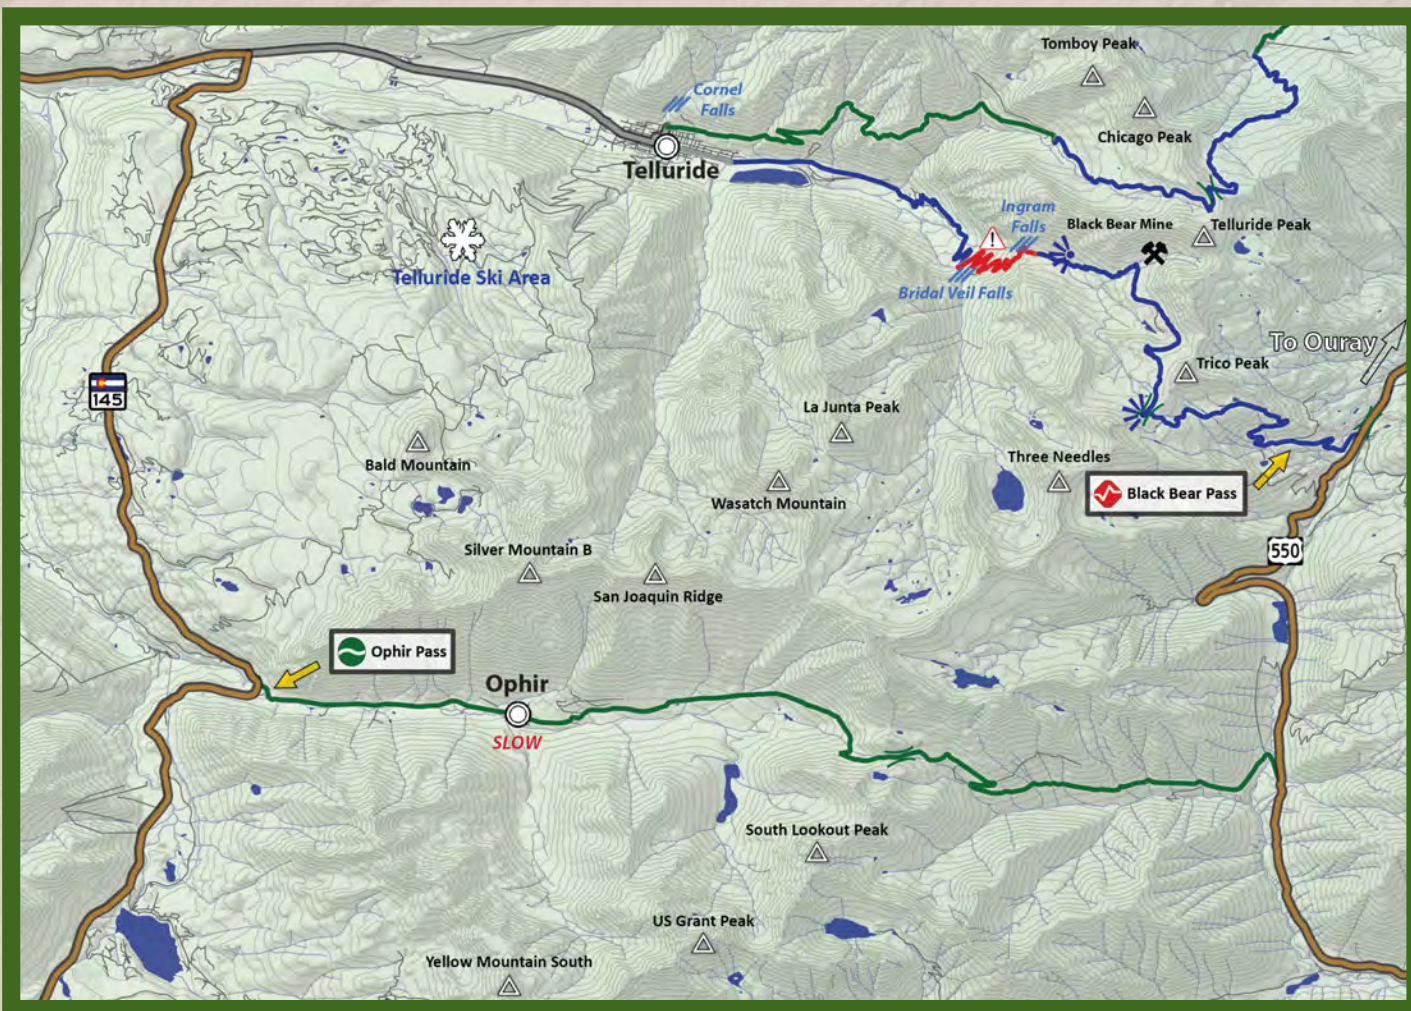 Tomboy Peak
Cornel
Falls
Chicago Peak
Telluride
Ingram
Falls
Black Bear Mine
Telluride Peak
!
Telluride Ski Area
Bridal Veil Falls
To Ouray
Trico Peak
145
La Junta Peak
Bald Mountain
Three Needles
Wasatch Mountain
Black Bear Pass
Silver Mountain B
550
San Joaquin Ridge
Ophir Pass
Ophir
SLOW
South Lookout Peak
US Grant Peak
Yellow Mountain South